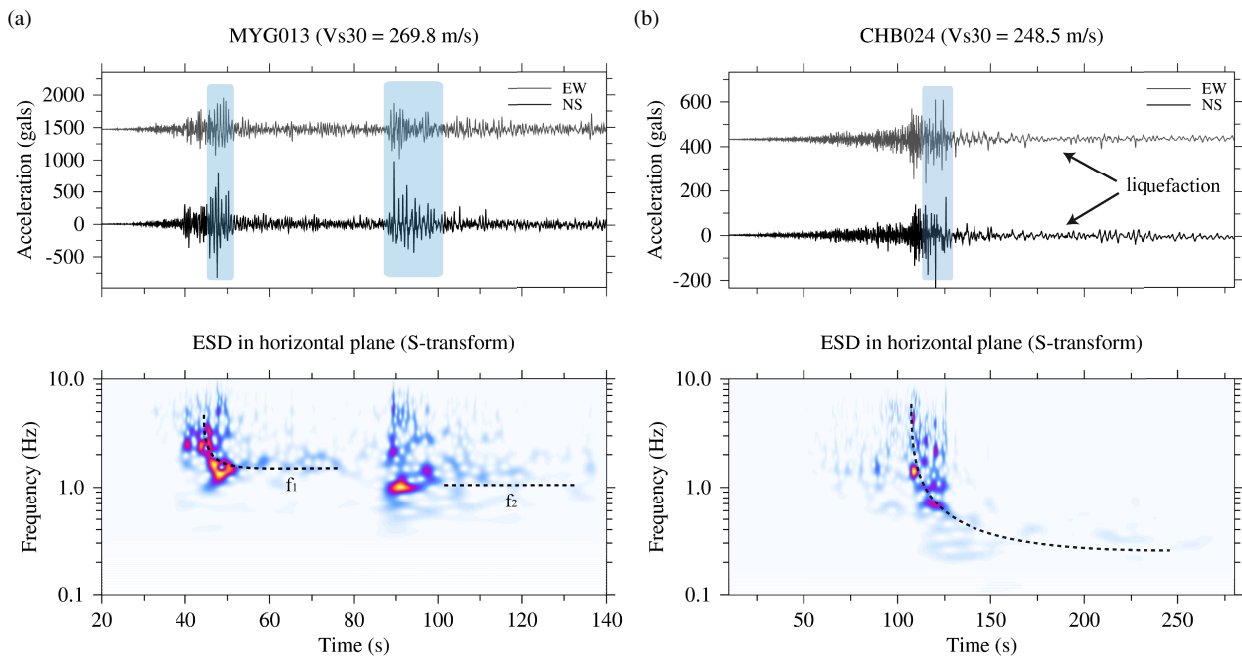 (a)
MYG013 (Vs30 = 269.8 m/s)
Acceleration (gals)
2000
1500
1000
500
0
-500
EW
NS
ESD in horizontal plane (S-transform)
Frequency (Hz)
10.0
1.0
0.1
f1
f2
20
40
60
80
100
120
140
Time (s)
(b)
CHB024 (Vs30 = 248.5 m/s)
Acceleration (gals)
600
400
200
0
-200
EW
NS
liquefaction
ESD in horizontal plane (S-transform)
Frequency (Hz)
10.0
1.0
0.1
50
100
150
200
250
Time (s)